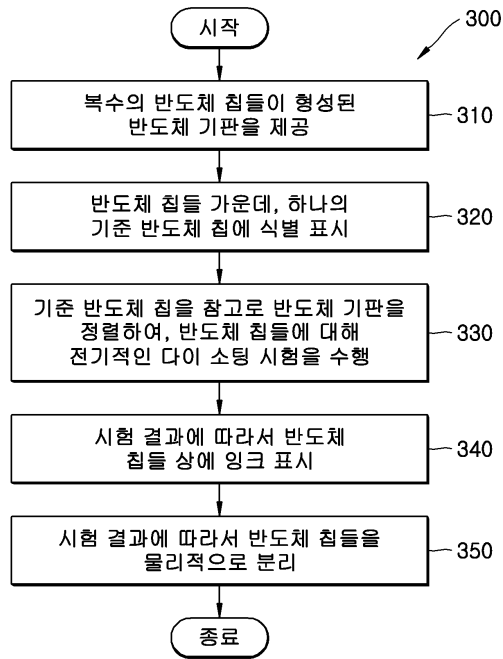 시작
300
복수의 반도체 칩들이 형성된
반도체 기판을 제공
310
반도체 칩들 가운데, 하나의
기준 반도체 칩에 식별 표시
320
기준 반도체 칩을 참고로 반도체 기판을
정렬하여, 반도체 칩들에 대해
전기적인 다이 소팅 시험을 수행
330
시험 결과에 따라서 반도체
칩들 상에 잉크 표시
340
시험 결과에 따라서 반도체 칩들을
물리적으로 분리
350
종료